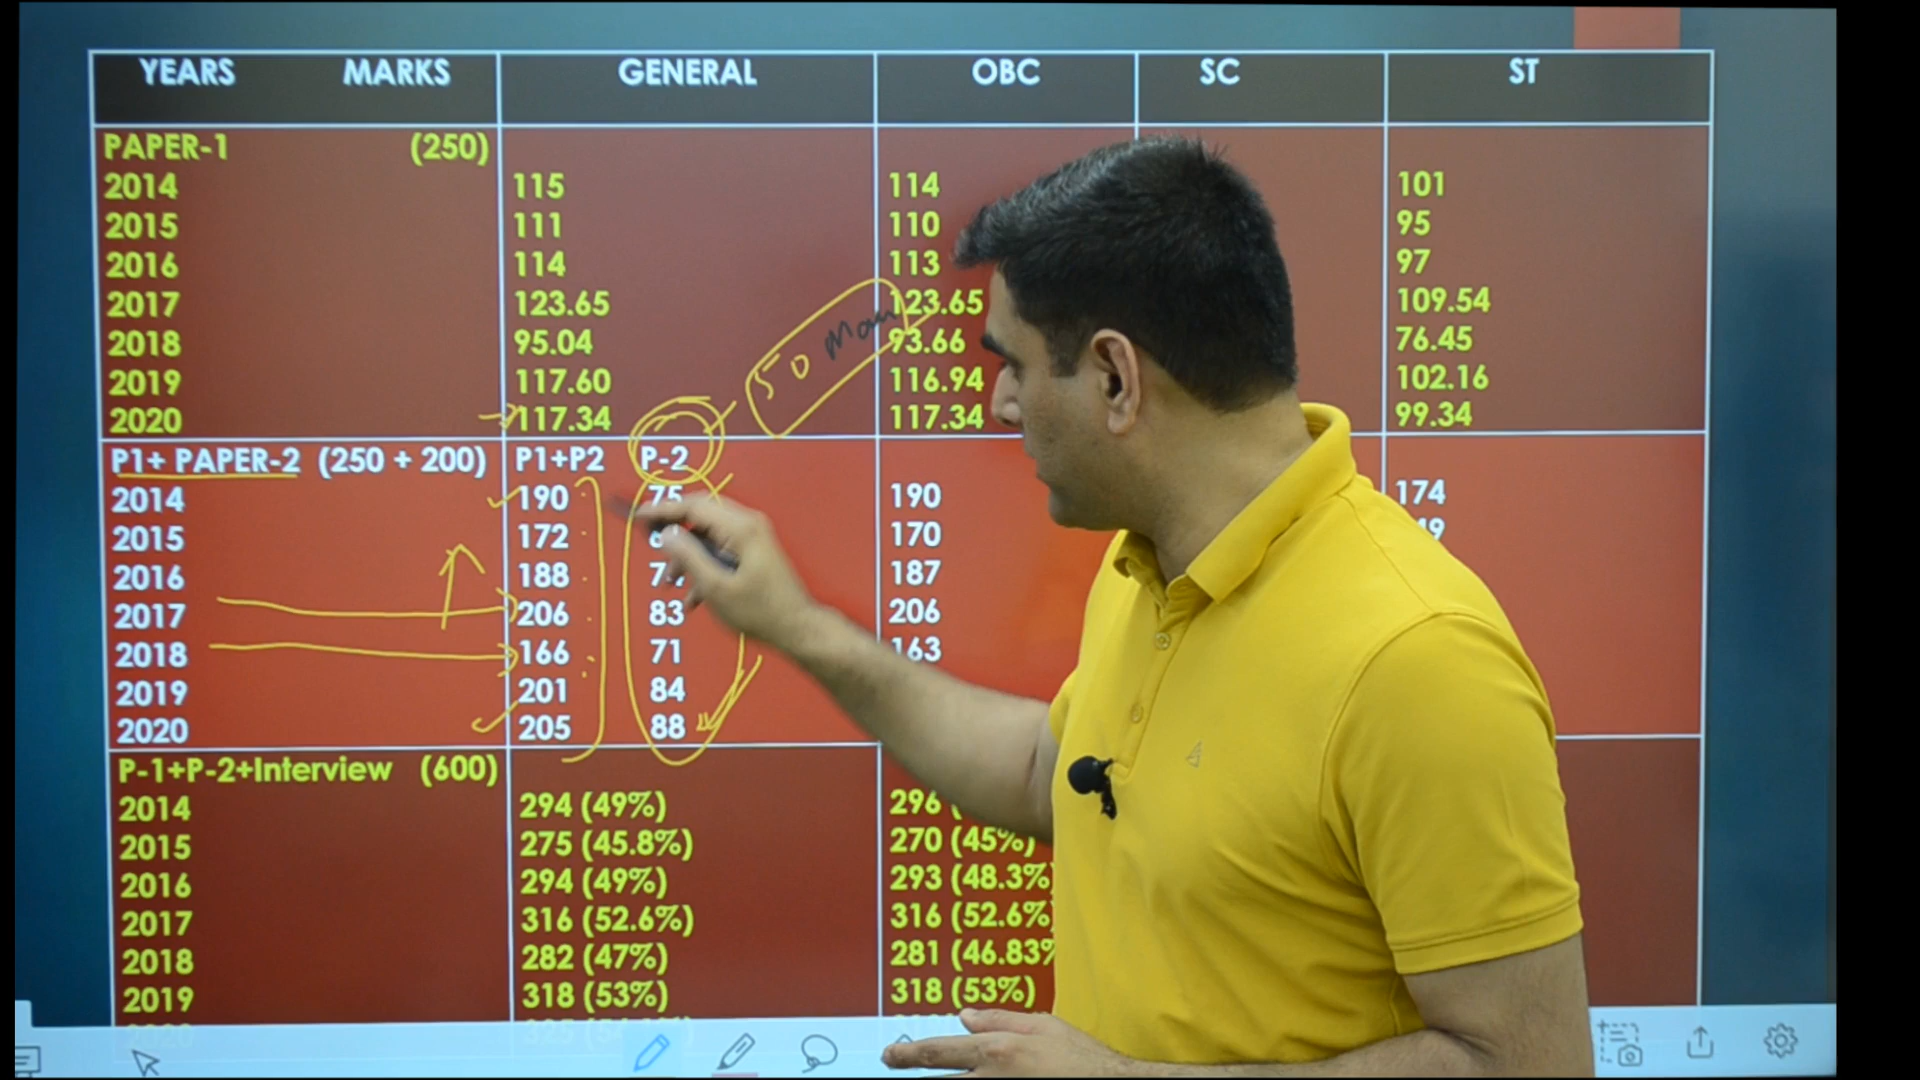 YEARS MARKS GENERAL OBC SC ST
PAPER-1 (250)
2014 115 114 101
2015 111 110 95
2016 114 113 97
2017 123.65 123.65 109.54
2018 95.04 93.66 76.45
2019 117.60 116.94 102.16
2020 117.34 117.34 99.34
50
P1+ PAPER-2 (250 + 200) P1+P2 P-2
2014 190 75 190 174
2015 172 170
2016 188 187
2017 206 83 206
2018 166 71 163
2019 201 84
2020 205 88
P-1+P-2+Interview (600)
2014 294 (49%) 296
2015 275 (45.8%) 270 (45%)
2016 294 (49%) 293 (48.3%)
2017 316 (52.6%) 316 (52.6%
2018 282 (47%) 281 (46.83%
2019 318 (53%) 318 (53%)
2020